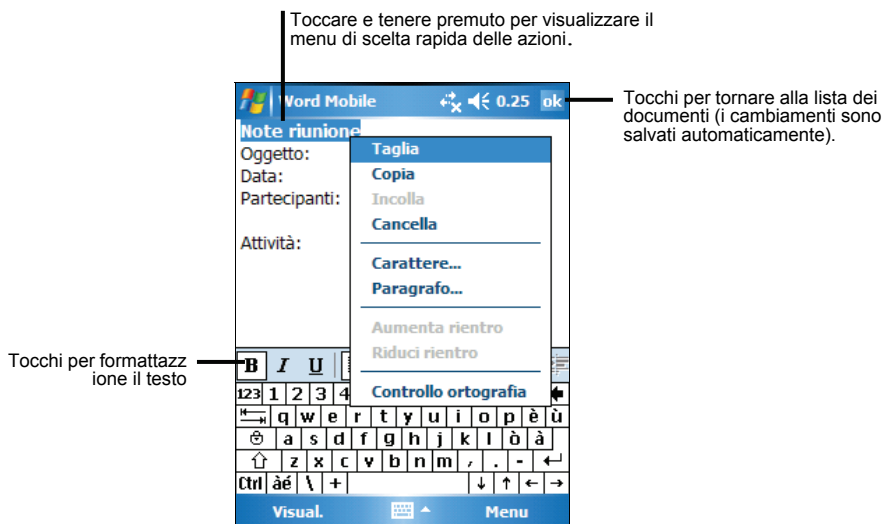 Toccare e tenere premuto per visualizzare il
menu di scelta rapida delle azioni.
Word Mobile 0.25 ok
Tocchi per tornare alla lista dei
documenti (i cambiamenti sono
salvati automaticamente).
Note riunione
Oggetto:
Data:
Partecipanti:
Attività:
Taglia
Copia
Incolla
Cancella
Carattere...
Paragrafo...
Aumenta rientro
Riduci rientro
Controllo ortografia
Tocchi per formattazz
ione il testo
B I U
123 1 2 3 4
q w e r t y u i o p è ù
a s d f g h j k l ò à
z x c v b n m , . -
Ctrl àé \ + ↓ ↑ ← →
Visual. Menu